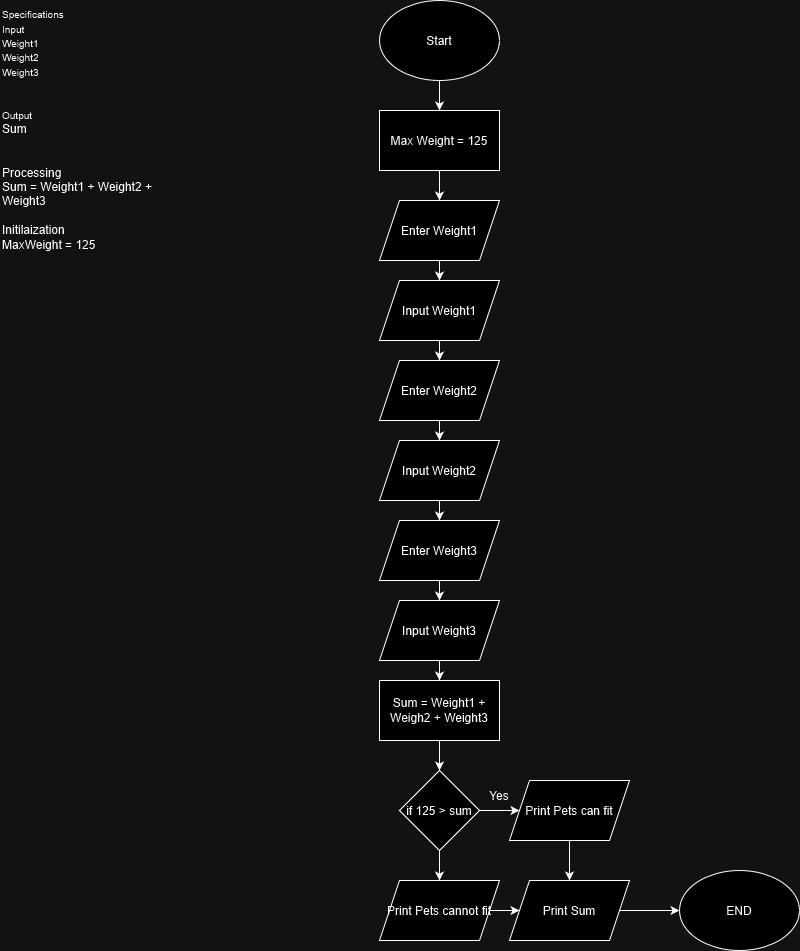 Specifications
Input
Weight1
Weight2
Weight3
Output
Sum
Processing
Sum = Weight1 + Weight2 +
Weight3
Initilaization
MaxWeight = 125
Start
Max Weight = 125
Enter Weight1
Input Weight1
Enter Weight2
Input Weight2
Enter Weight3
Input Weight3
Sum = Weight1 +
Weigh2 + Weight3
if 125 > sum
Yes
Print Pets can fit
Print Pets cannot fit
Print Sum
END